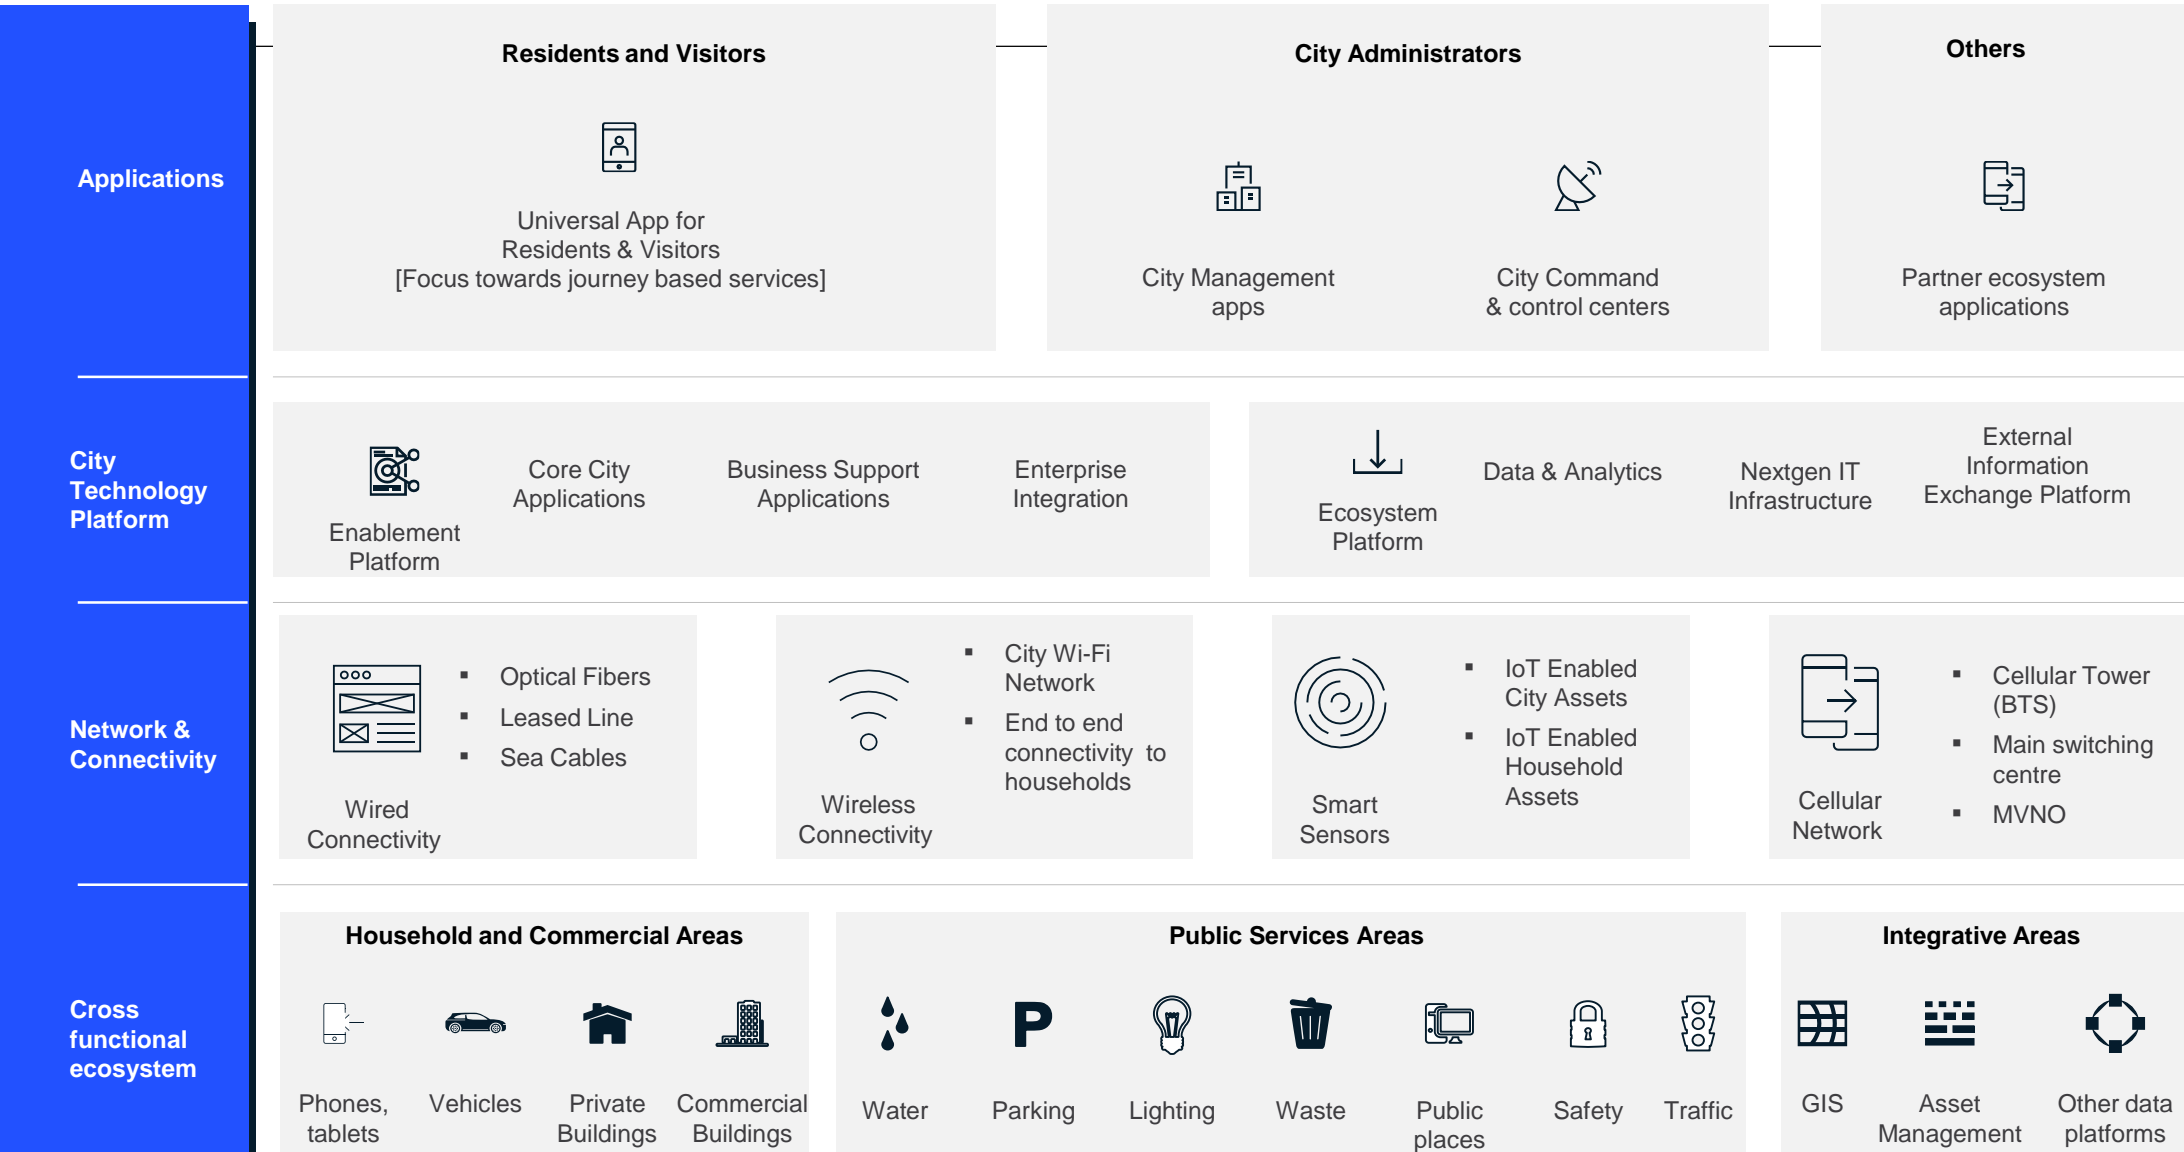 Applications
Residents and Visitors
Universal App for
Residents & Visitors
[Focus towards journey based services]
City Administrators
City Management
apps
City Command
& control centers
Others
Partner ecosystem
applications
City
Technology
Platform
Enablement
Platform
Core City
Applications
Business Support
Applications
Enterprise
Integration
Ecosystem
Platform
Data & Analytics
Nextgen IT
Infrastructure
External
Information
Exchange Platform
Network &
Connectivity
Wired
Connectivity
▪ Optical Fibers
▪ Leased Line
▪ Sea Cables
Wireless
Connectivity
▪ City Wi-Fi
Network
▪ End to end
connectivity to
households
Smart
Sensors
▪ IoT Enabled
City Assets
▪ IoT Enabled
Household
Assets
Cellular
Network
▪ Cellular Tower
(BTS)
▪ Main switching
centre
▪ MVNO
Cross
functional
ecosystem
Household and Commercial Areas
Phones,
tablets
Vehicles
Private
Buildings
Commercial
Buildings
Public Services Areas
Water
P
Parking
Lighting
Waste
Public
places
Safety
Traffic
Integrative Areas
GIS
Asset
Management
Other data
platforms